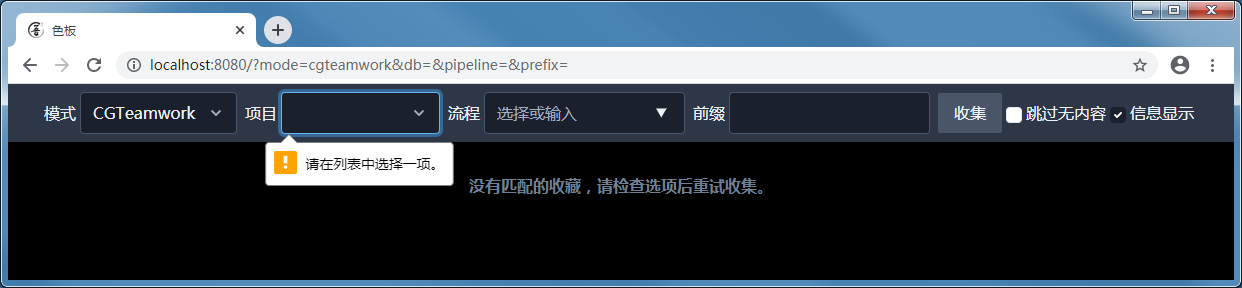 色板
localhost:8080/?mode=cgteamwork&db=&pipeline=&prefix=
模式 CGTeamwork 项目 流程 选择或输入 前缀 收集 跳过无内容 信息显示
请在列表中选择一项。
没有匹配的收藏，请检查选项后重试收集。